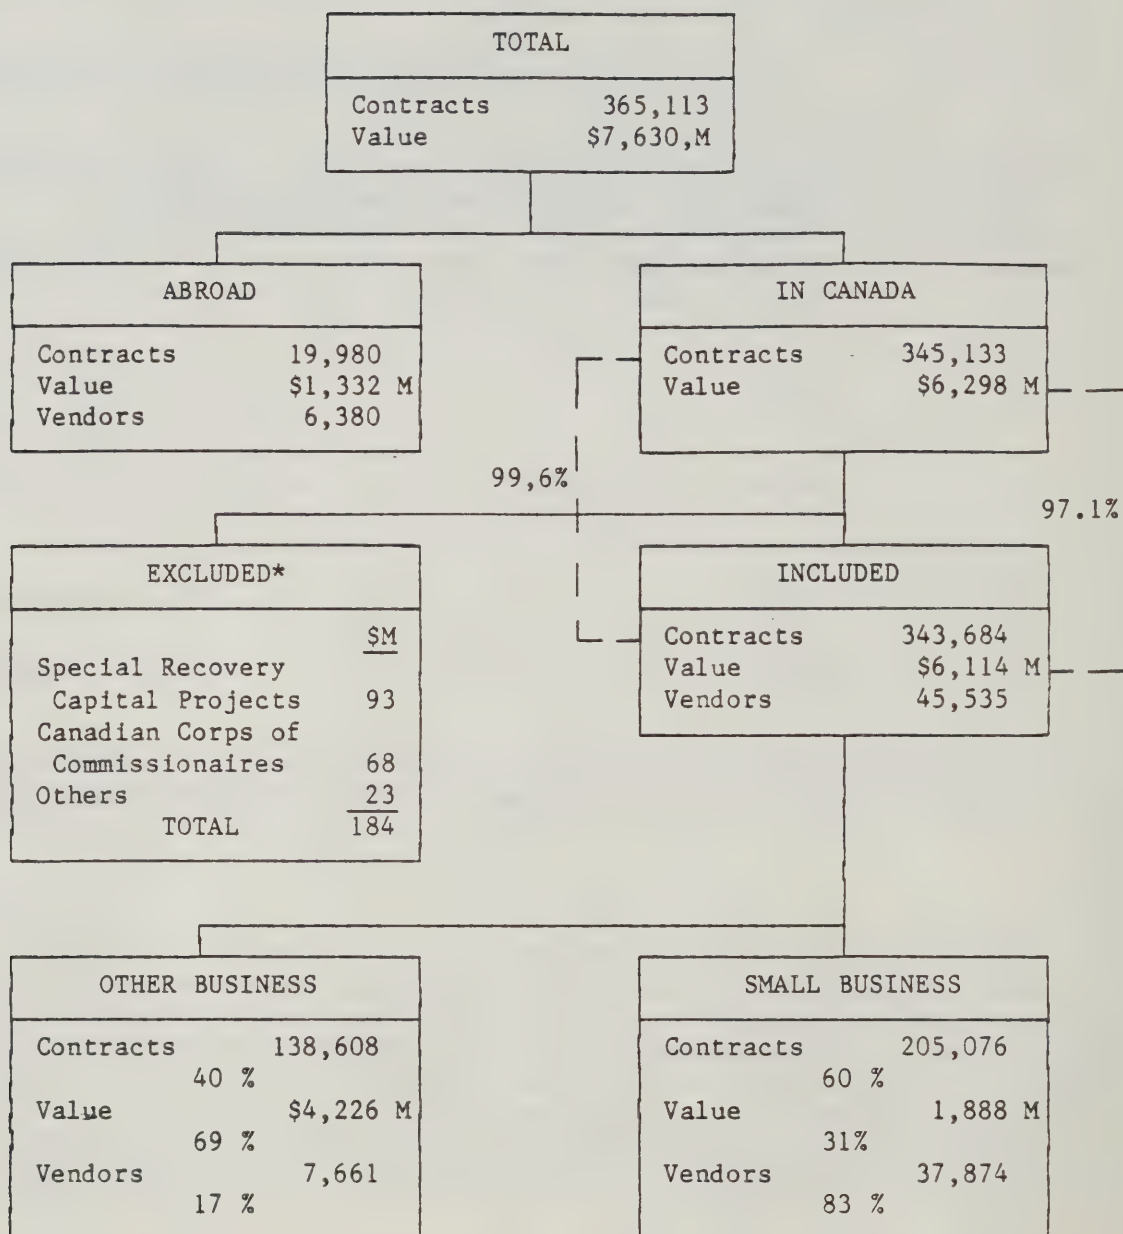 TOTAL
Contracts 365,113
Value $7,630,M
ABROAD
Contracts 19,980
Value $1,332 M
Vendors 6,380
IN CANADA
Contracts 345,133
Value $6,298 M
99,6%
97.1%
EXCLUDED*
$M
Special Recovery
Capital Projects 93
Canadian Corps of
Commissionaires 68
Others 23
TOTAL 184
INCLUDED
Contracts 343,684
Value $6,114 M
Vendors 45,535
OTHER BUSINESS
Contracts 138,608
40 %
Value $4,226 M
69 %
Vendors 7,661
17 %
SMALL BUSINESS
Contracts 205,076
60 %
Value 1,888 M
31%
Vendors 37,874
83 %